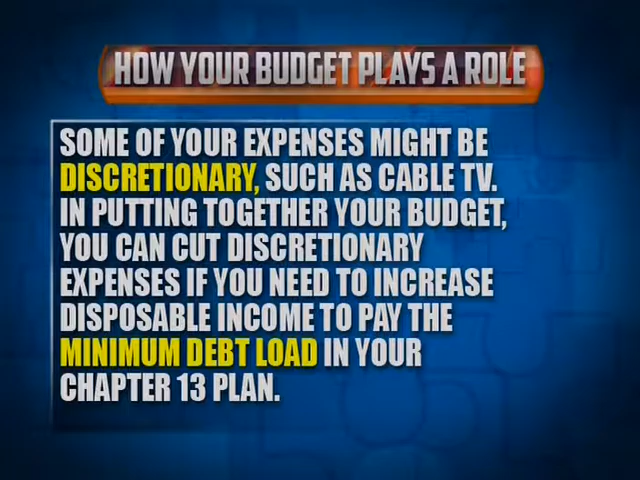 HOW YOUR BUDGET PLAYS A ROLE
SOME OF YOUR EXPENSES MIGHT BE
DISCRETIONARY, SUCH AS CABLE TV.
IN PUTTING TOGETHER YOUR BUDGET,
YOU CAN CUT DISCRETIONARY
EXPENSES IF YOU NEED TO INCREASE
DISPOSABLE INCOME TO PAY THE
MINIMUM DEBT LOAD IN YOUR
CHAPTER 13 PLAN.